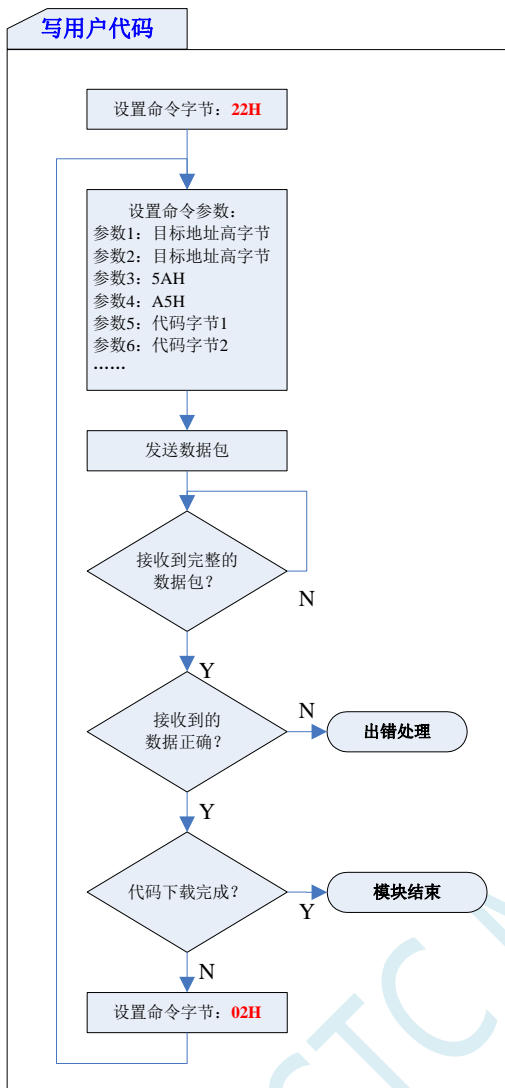 写用户代码
设置命令字节：22H
设置命令参数：
参数1：目标地址高字节
参数2：目标地址高字节
参数3：5AH
参数4：A5H
参数5：代码字节1
参数6：代码字节2
……
发送数据包
接收到完整的
数据包？
N
Y
接收到的
数据正确？
N
出错处理
Y
代码下载完成？
Y
模块结束
N
设置命令字节：02H
STC M